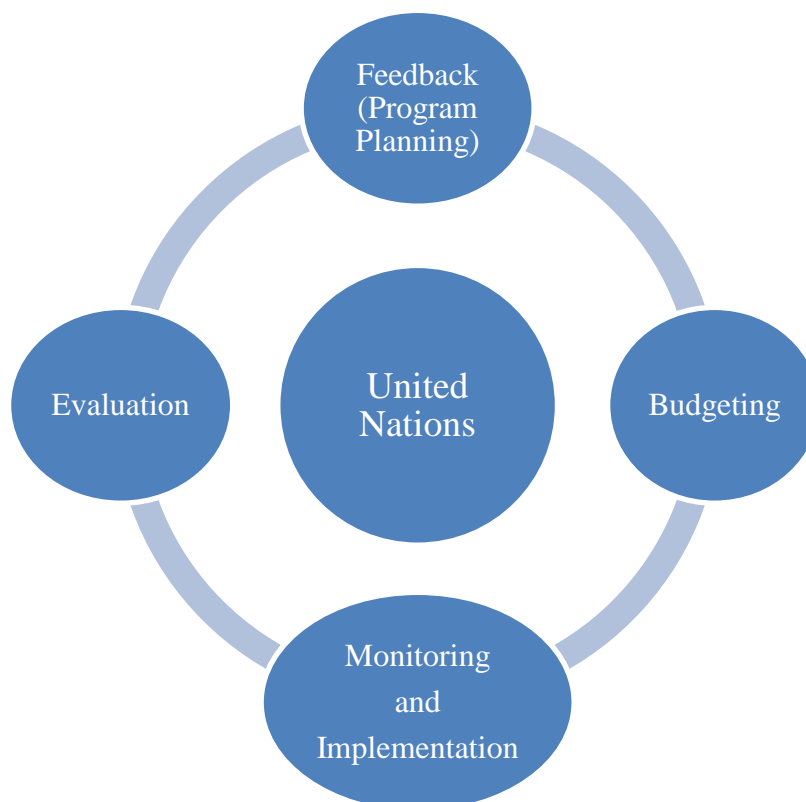 Feedback
(Program
Planning)
Evaluation
United
Nations
Budgeting
Monitoring
and
Implementation